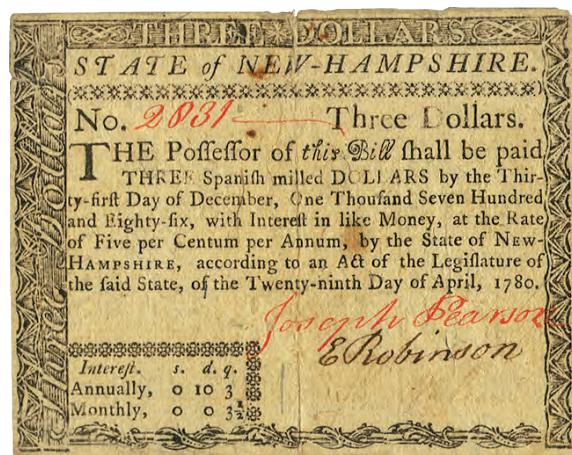 THREE DOLLARS.
STATE of NEW-HAMPSHIRE.
No. 2831 Three Dollars.
THE Poſſeſſor of this Bill ſhall be paid
THREE Spaniſh milled DOLLARS by the Thir-
ty-firſt Day of December, One Thouſand Seven Hundred
and Eighty-ſix, with Intereſt in like Money, at the Rate
of Five per Centum per Annum, by the State of NEW-
HAMPSHIRE, according to an Act of the Legiſlature of
the ſaid State, of the Twenty-ninth Day of April, 1780.
Joseph Pearson
E Robinson
Intereſt. s. d. q.
Annually, 0 10 3
Monthly, 0 0 3½
Three Dollars